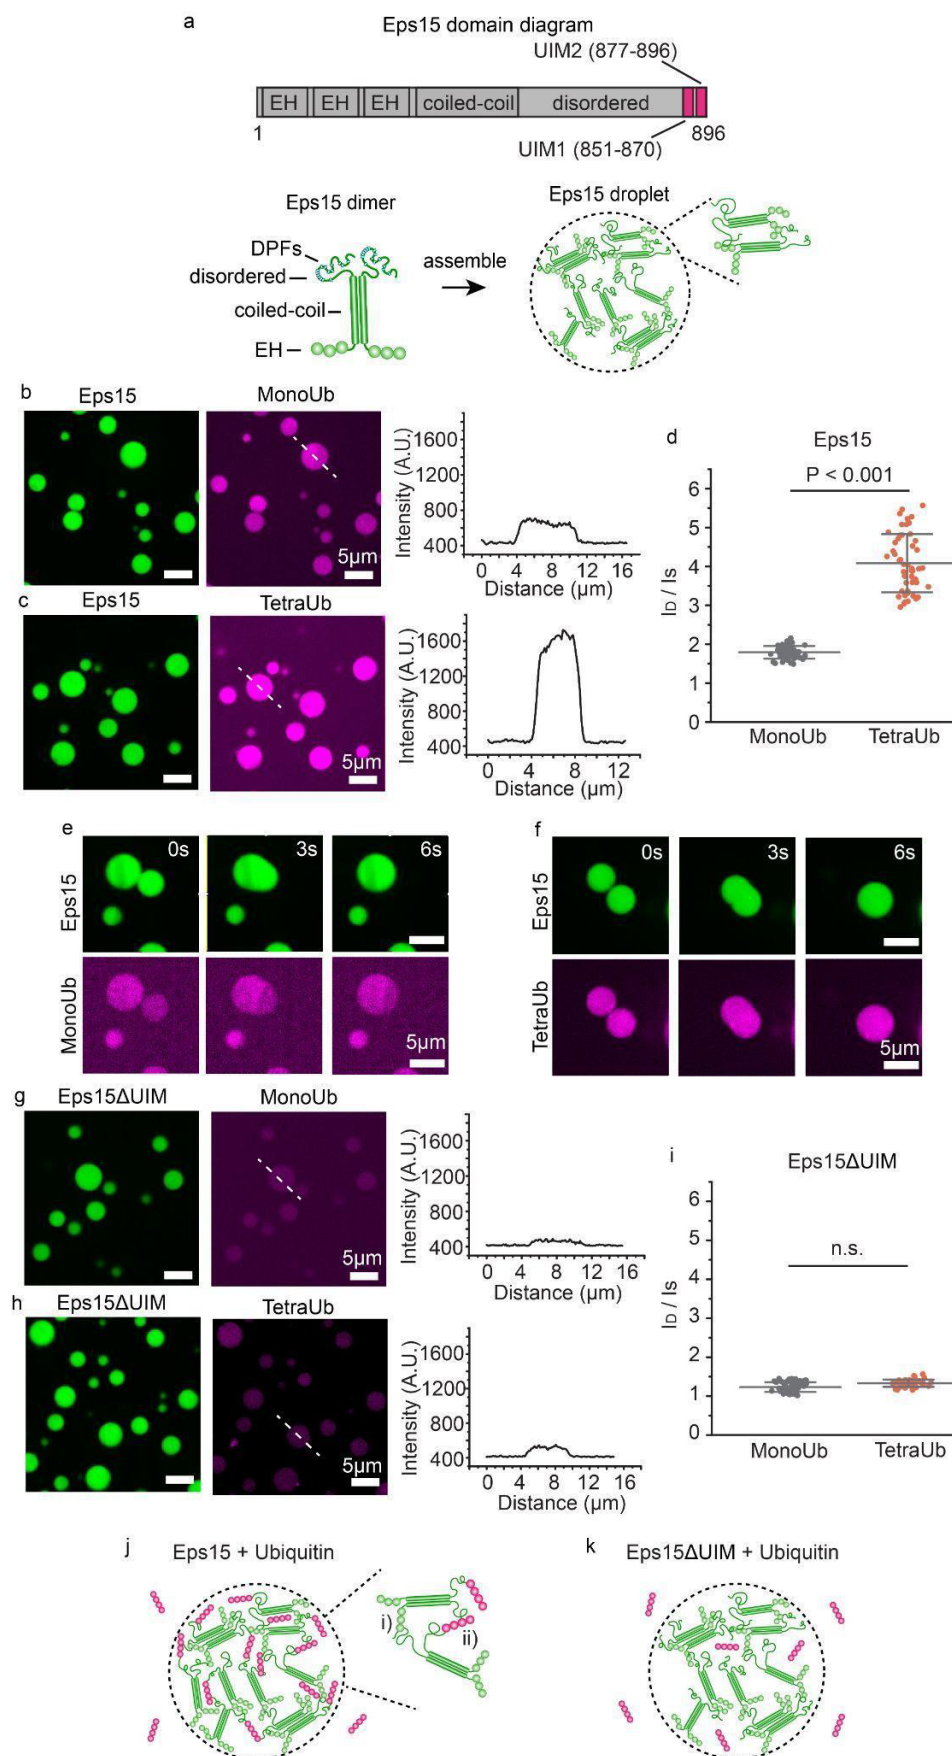 a
Eps15 domain diagram
UIM2 (877-896)
EH EH EH coiled-coil disordered
1 896
UIM1 (851-870)
Eps15 dimer
Eps15 droplet
DPFs
disordered
coiled-coil
EH
assemble
b
Eps15 MonoUb
5µm
Intensity (A.U.)
1600
1200
800
400
0 4 8 12 16
Distance (µm)
c
Eps15 TetraUb
5µm
Intensity (A.U.)
1600
1200
800
400
0 4 8 12
Distance (µm)
d
Eps15
P < 0.001
ID / Is
6
5
4
3
2
1
0
MonoUb TetraUb
e
0s 3s 6s
Eps15
MonoUb
5µm
f
0s 3s 6s
Eps15
TetraUb
5µm
g
Eps15ΔUIM MonoUb
5µm
Intensity (A.U.)
1600
1200
800
400
0 4 8 12 16
Distance (µm)
h
Eps15ΔUIM TetraUb
5µm
Intensity (A.U.)
1600
1200
800
400
0 4 8 12 16
Distance (µm)
i
Eps15ΔUIM
n.s.
ID / Is
6
5
4
3
2
1
0
MonoUb TetraUb
j
Eps15 + Ubiquitin
i)
ii)
k
Eps15ΔUIM + Ubiquitin